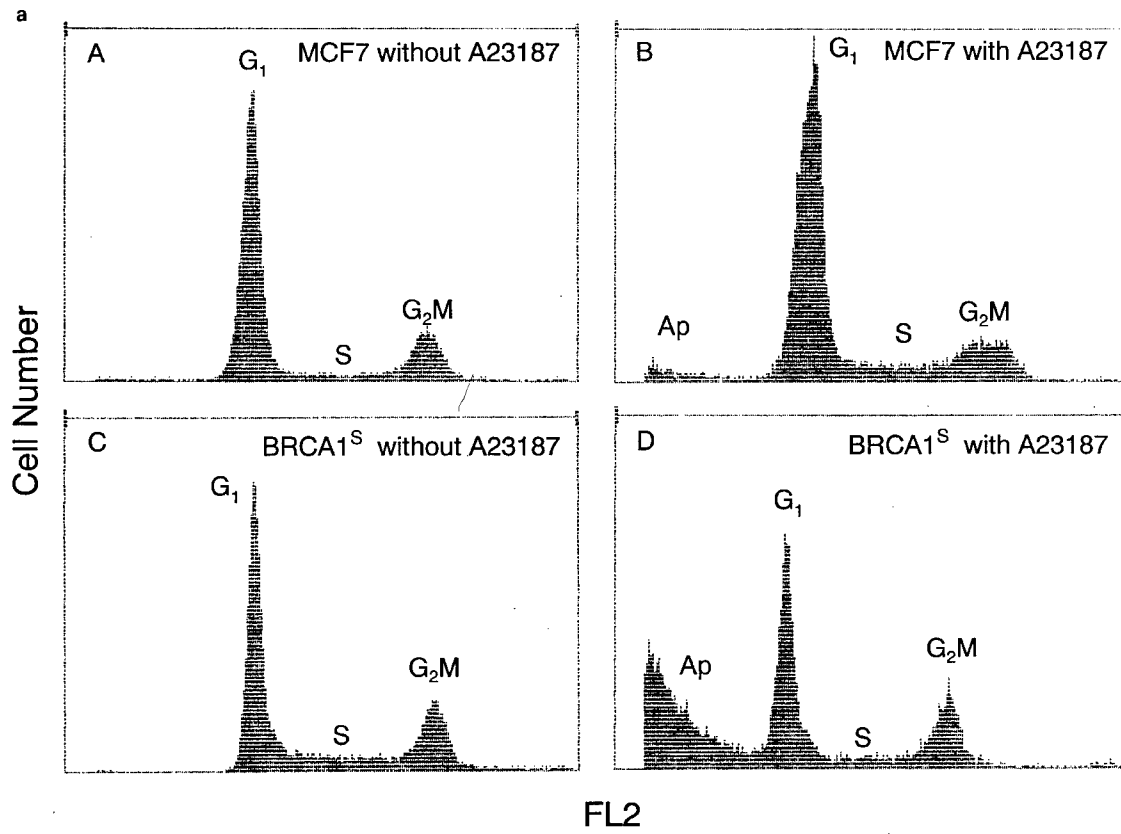 a
Cell Number
A
MCF7 without A23187
G₁
S
G₂M
B
MCF7 with A23187
G₁
Ap
S
G₂M
C
BRCA1ˢ without A23187
G₁
S
G₂M
D
BRCA1ˢ with A23187
G₁
Ap
S
G₂M
FL2